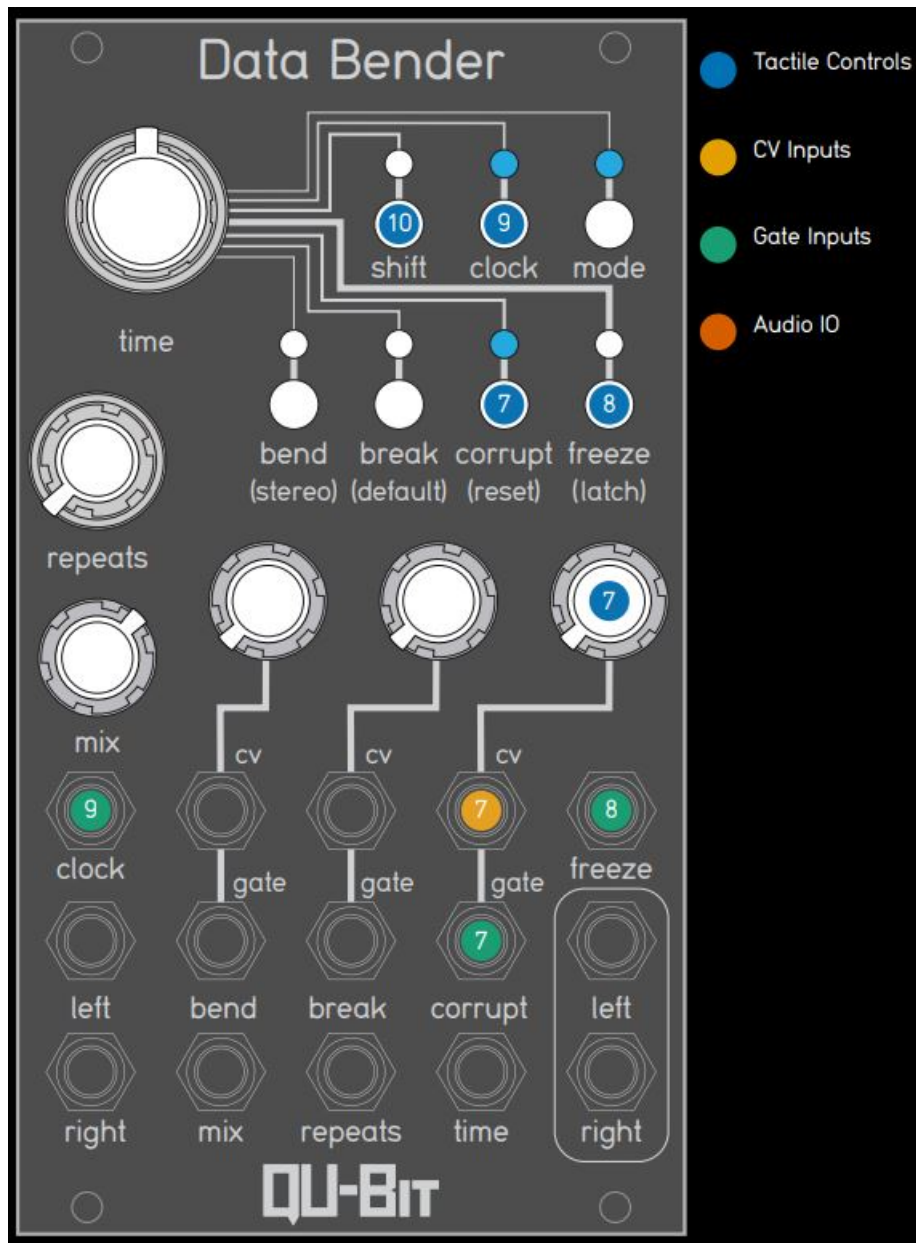 Data Bender
Tactile Controls
CV Inputs
Gate Inputs
Audio IO
10 9
shift clock mode
time
7 8
bend break corrupt freeze
(stereo) (default) (reset) (latch)
repeats
7
mix
cv cv cv
9 7 8
clock freeze
gate gate gate
7
left bend break corrupt left
right mix repeats time right
QU-BIT